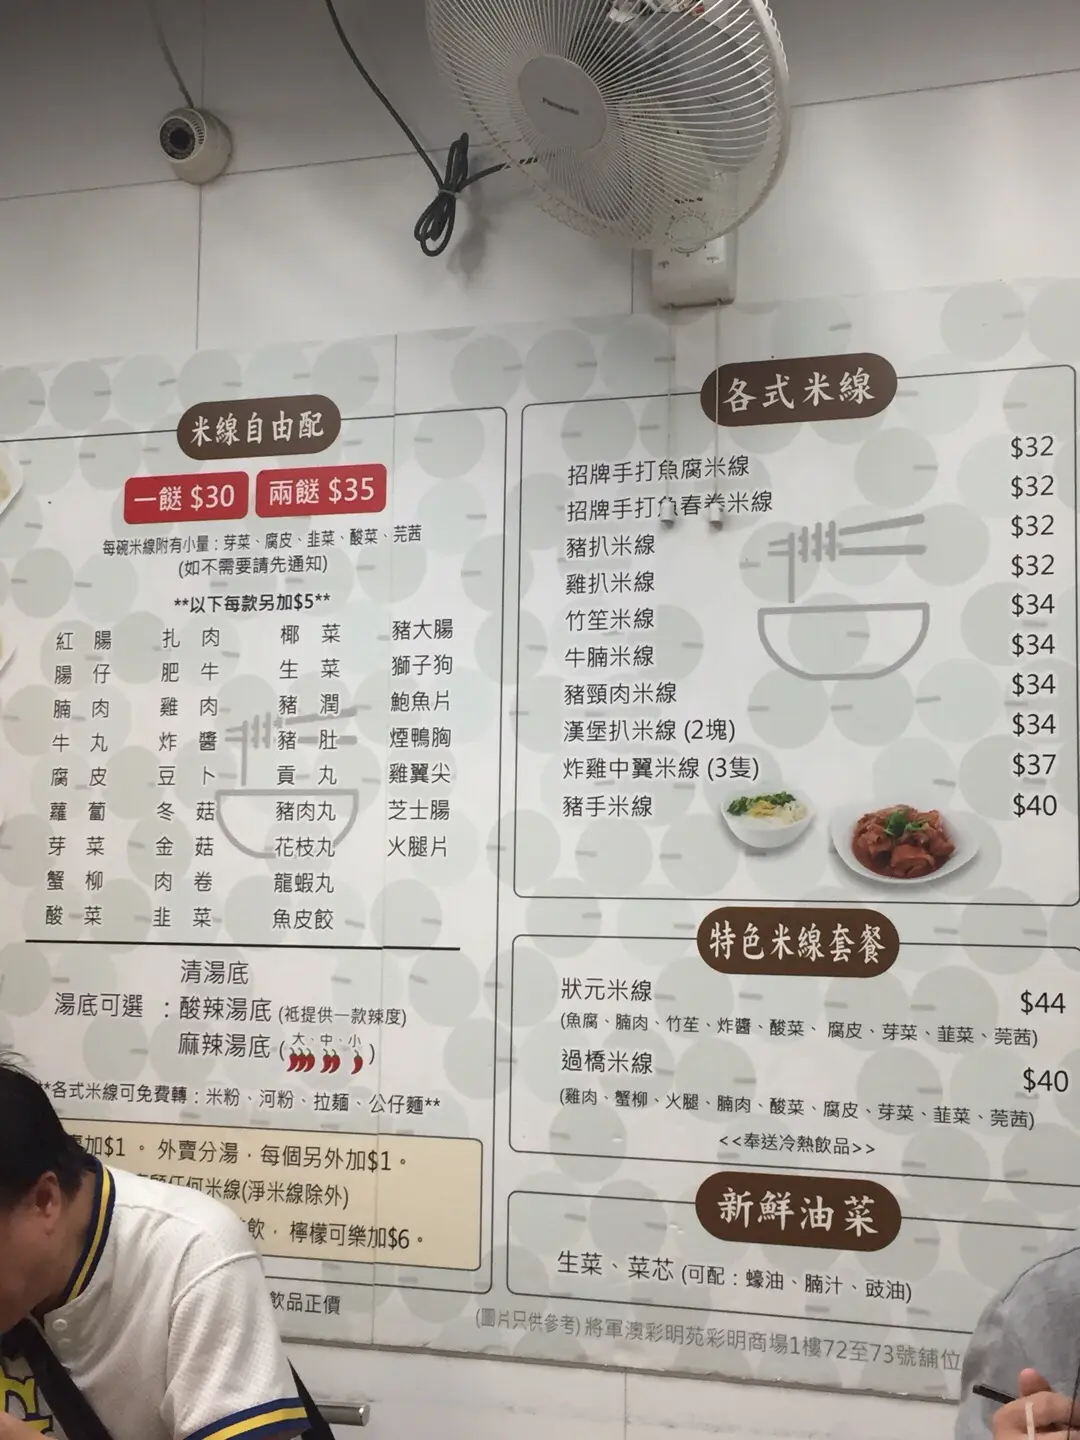 Panasonic
米線自由配
一餸 $30 兩餸 $35
每碗米線附有小量：芽菜、腐皮、韭菜、酸菜、芫茜
(如不需要請先通知)
**以下每款另加$5**
紅腸 扎肉 椰菜 豬大腸
腸仔 肥牛 生菜 獅子狗
腩肉 雞肉 豬潤 鮑魚片
牛丸 炸醬 豬肚 煙鴨胸
腐皮 豆卜 貢丸 雞翼尖
蘿蔔 冬菇 豬肉丸 芝士腸
芽菜 金菇 花枝丸 火腿片
蟹柳 肉卷 龍蝦丸
酸菜 韭菜 魚皮餃
清湯底
湯底可選 ：酸辣湯底 (祗提供一款辣度)
麻辣湯底 (大、中、小)
*各式米線可免費轉：米粉、河粉、拉麵、公仔麵**
加$1 。 外賣分湯，每個另外加$1。
任何米線(淨米線除外)
飲， 檸檬可樂加$6。
飲品正價
各式米線
招牌手打魚腐米線 $32
招牌手打魚春卷米線 $32
豬扒米線 $32
雞扒米線 $32
竹笙米線 $34
牛腩米線 $34
豬頸肉米線 $34
漢堡扒米線 (2塊) $34
炸雞中翼米線 (3隻) $37
豬手米線 $40
特色米線套餐
狀元米線 $44
(魚腐、腩肉、竹笙、炸醬、酸菜、 腐皮、芽菜、韮菜、莞茜)
過橋米線 $40
(雞肉、蟹柳、火腿、腩肉、酸菜、腐皮、芽菜、韮菜、莞茜)
<<奉送冷熱飲品>>
新鮮油菜
生菜、菜芯 (可配：蠔油、腩汁、豉油)
(圖片只供參考) 將軍澳彩明苑彩明商場1樓72至73號舖位